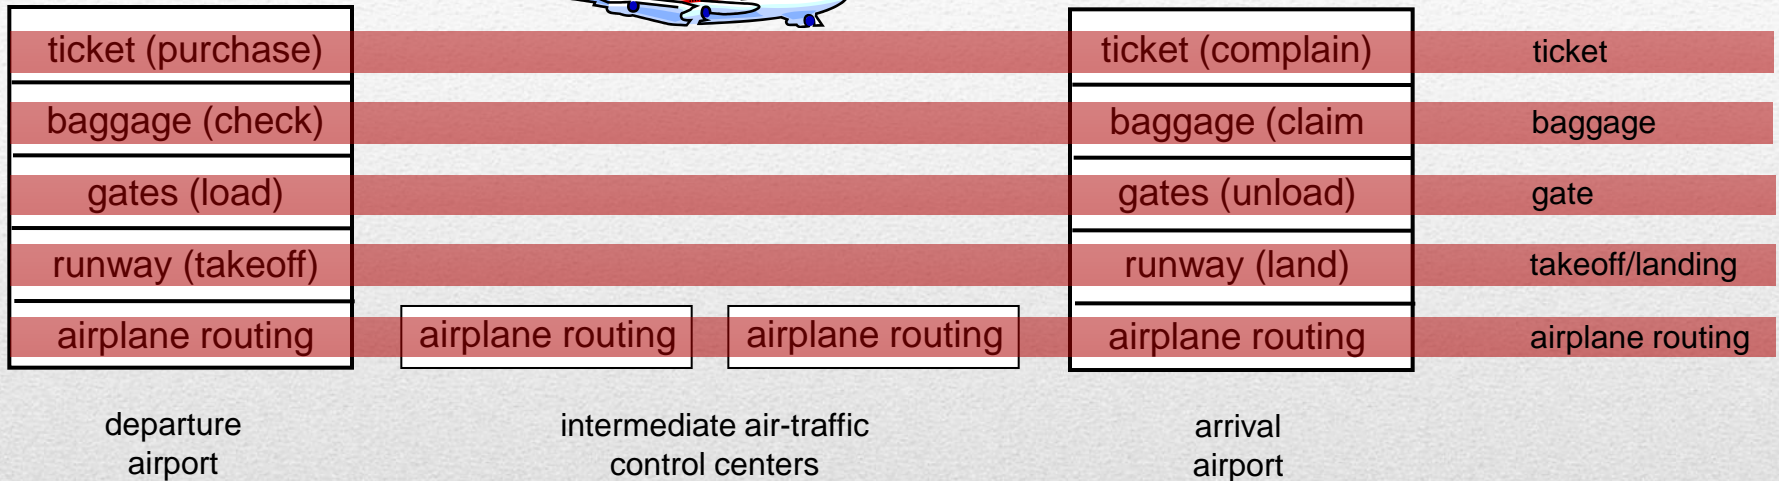 ticket (purchase) ticket (complain) ticket
baggage (check) baggage (claim baggage
gates (load) gates (unload) gate
runway (takeoff) runway (land) takeoff/landing
airplane routing airplane routing airplane routing airplane routing airplane routing
departure
airport
intermediate air-traffic
control centers
arrival
airport